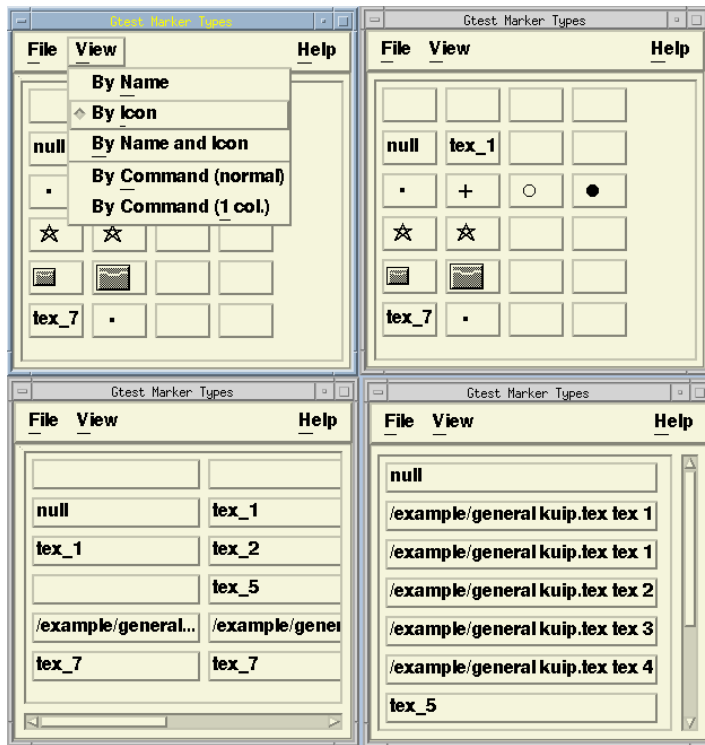 Gtest Marker Types
File View Help
By Name
By Icon
By Name and Icon
By Command (normal)
By Command (1 col.)
null
tex_7
Gtest Marker Types
File View Help
null tex_1
tex_7
Gtest Marker Types
File View Help
null tex_1
tex_1 tex_2
tex_5
/example/general... /example/gener
tex_7 tex_7
Gtest Marker Types
File View Help
null
/example/general kuip.tex tex 1
/example/general kuip.tex tex 1
/example/general kuip.tex tex 2
/example/general kuip.tex tex 3
/example/general kuip.tex tex 4
tex_5